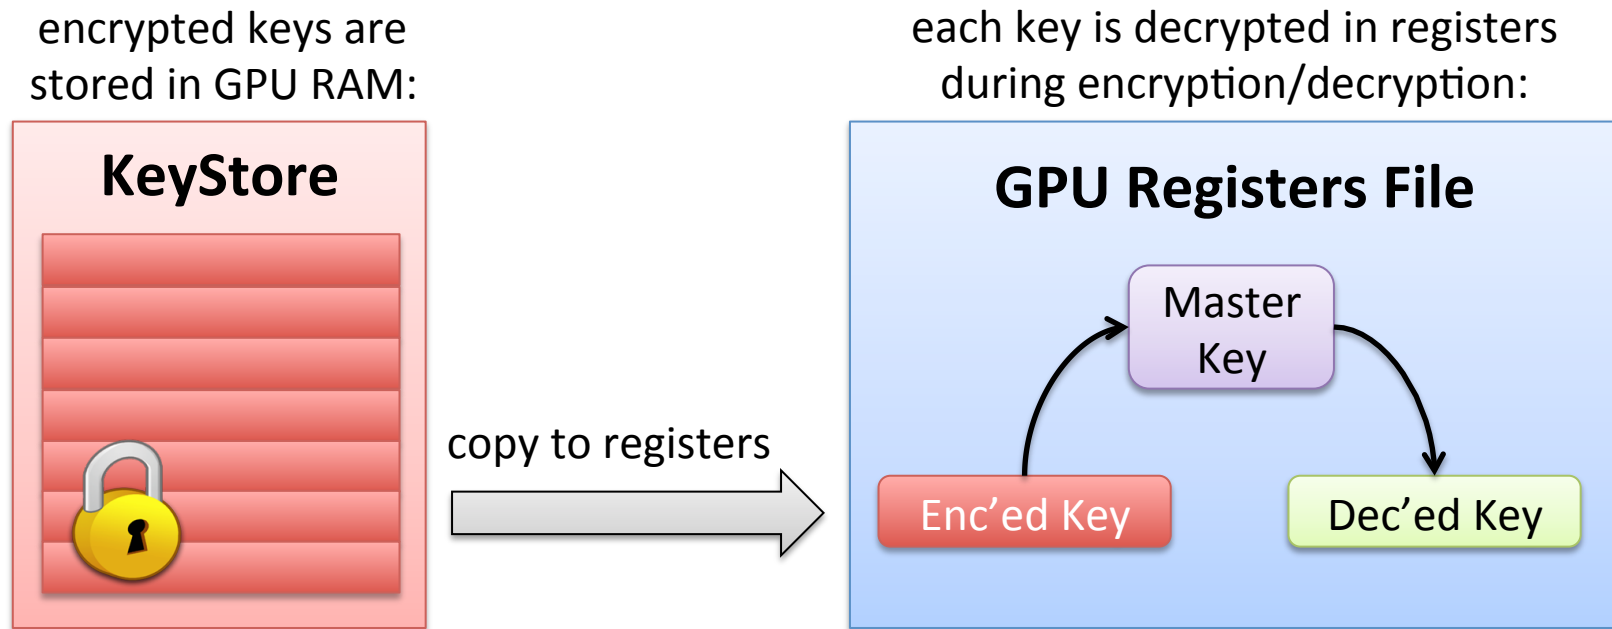 encrypted keys are
stored in GPU RAM:
KeyStore
copy to registers
each key is decrypted in registers
during encryption/decryption:
GPU Registers File
Master
Key
Enc’ed Key
Dec’ed Key